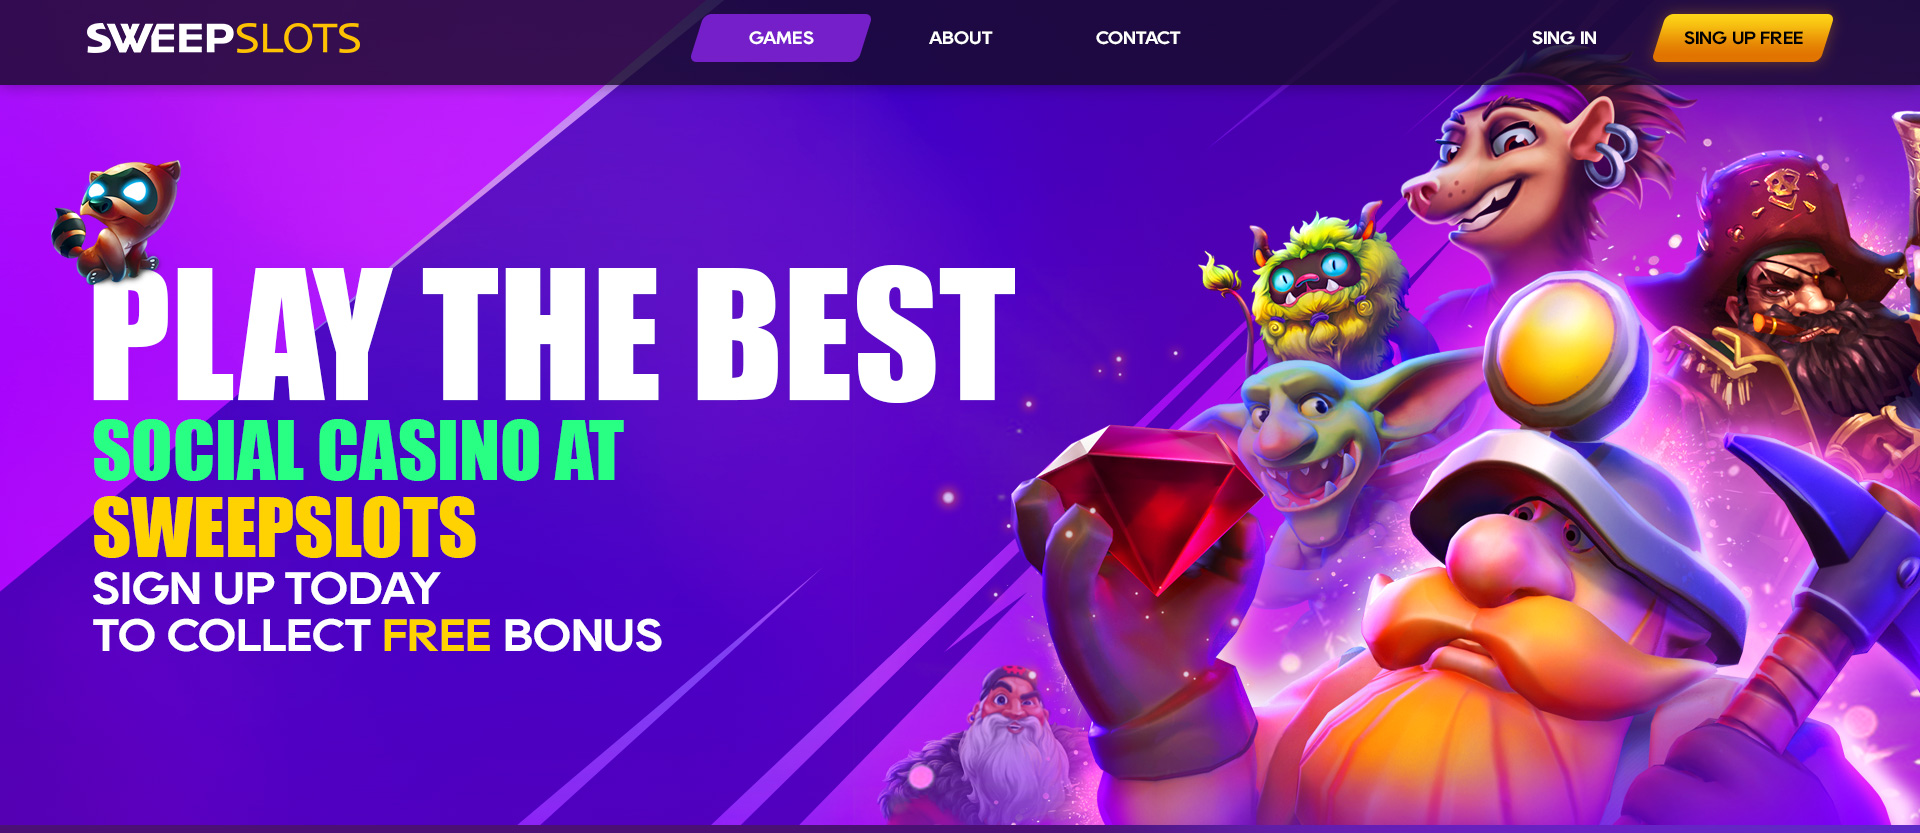 SWEEPSLOTS
GAMES
ABOUT
CONTACT
SING IN
SING UP FREE
PLAY THE BEST
SOCIAL CASINO AT
SWEEPSLOTS
SIGN UP TODAY
TO COLLECT FREE BONUS